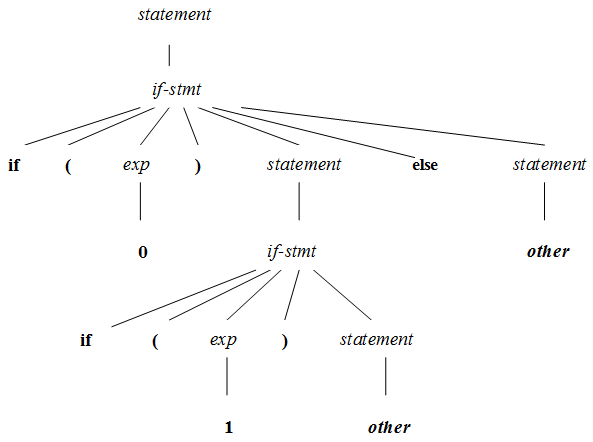 statement
if-stmt
if ( exp ) statement else statement
0 if-stmt other
if ( exp ) statement
1 other